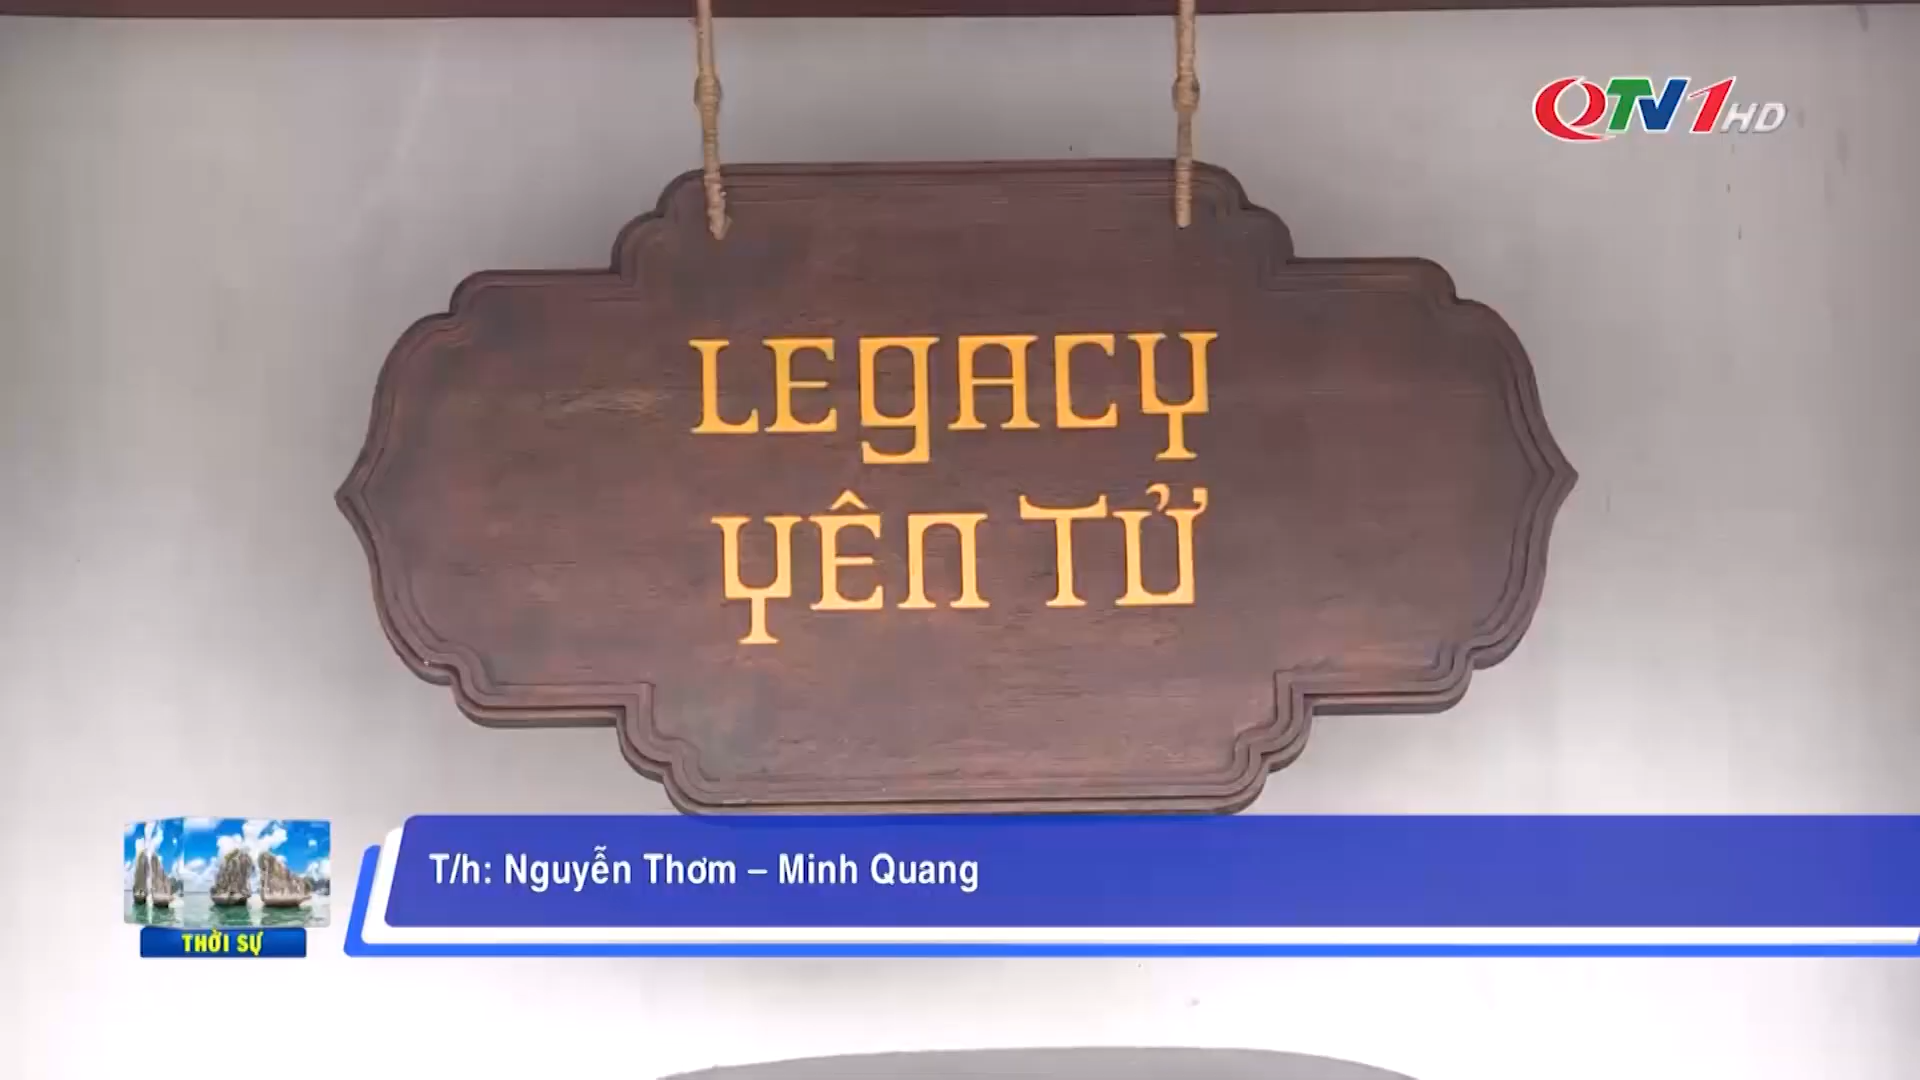 QTV1HD
LEGACY
YÊN TỬ
T/h: Nguyễn Thơm – Minh Quang
THỜI SỰ